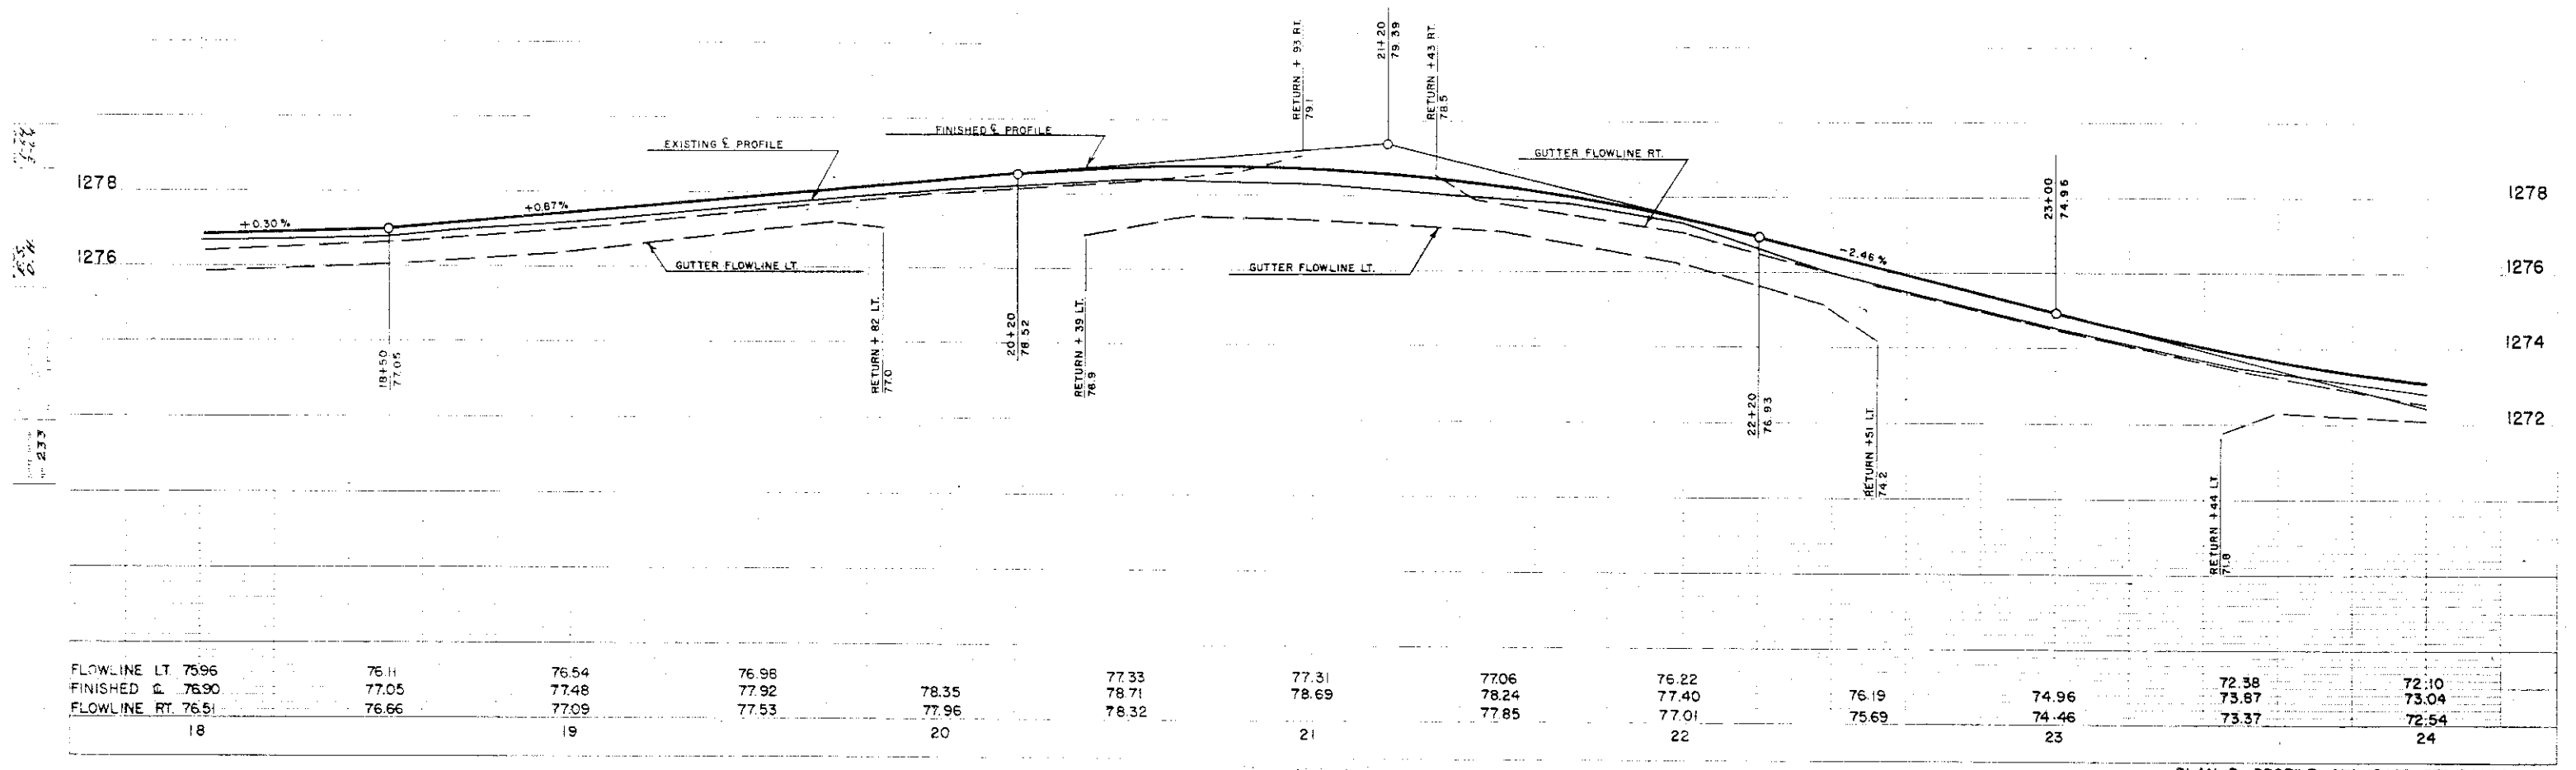 RETURN + 93 RT.
79.1
21+20
79.39
RETURN +43 RT.
78.5
FINISHED ℄ PROFILE
EXISTING ℄ PROFILE
GUTTER FLOWLINE RT.
1278
1278
+0.30%
+0.87%
23+00
74.96
1276
-2.46%
1276
GUTTER FLOWLINE LT.
GUTTER FLOWLINE LT.
18+50
77.05
RETURN + 82 LT.
77.0
20+20
78.52
RETURN + 39 LT.
76.9
1274
22+20
76.93
1272
233
RETURN +51 LT.
74.2
RETURN +44 LT.
71.8
FLOWLINE LT. 75.96 76.11 76.54 76.98 77.33 77.31 77.06 76.22 72.38 72.10
FINISHED ℄ 76.90 77.05 77.48 77.92 78.35 78.71 78.69 78.24 77.40 76.19 74.96 73.87 73.04
FLOWLINE RT. 76.51 76.66 77.09 77.53 77.96 78.32 77.85 77.01 75.69 74.46 73.37 72.54
18 19 20 21 22 23 24